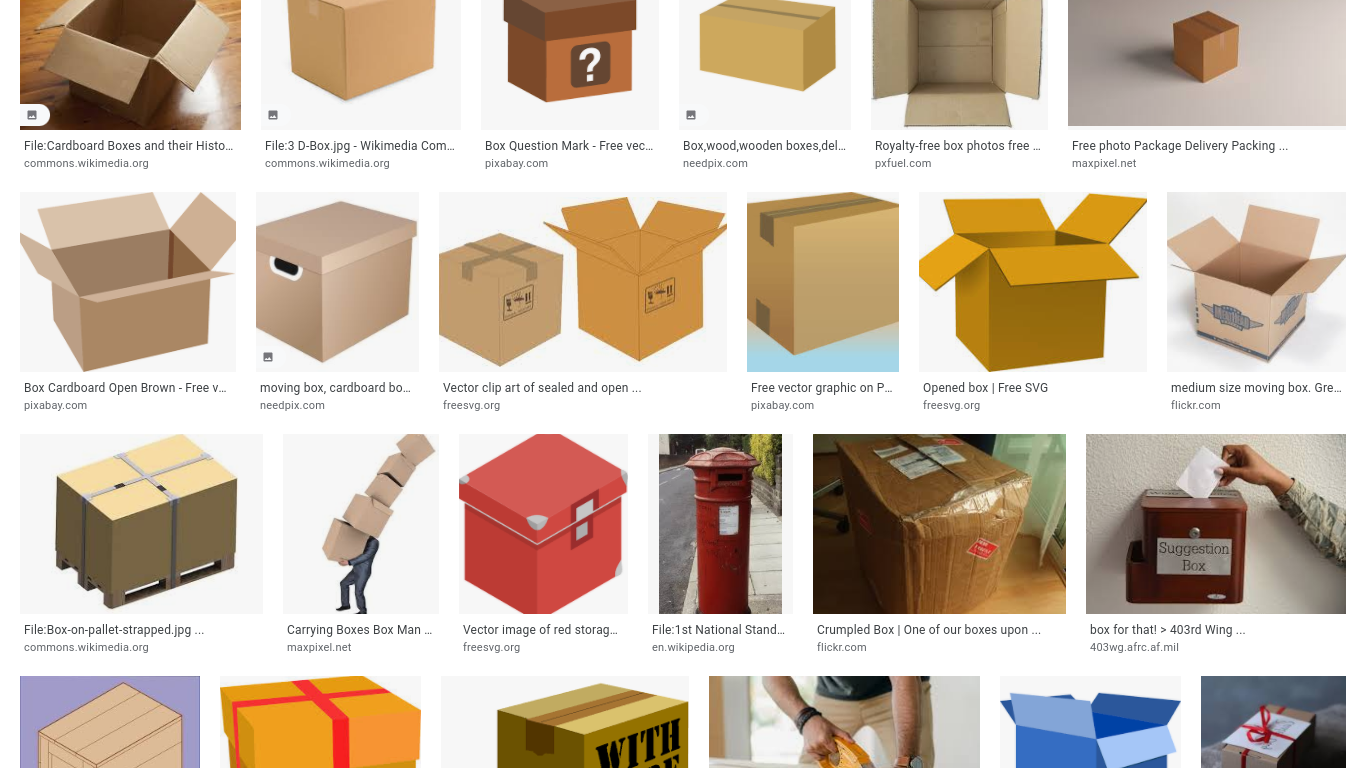 ?
File:Cardboard Boxes and their Histo...
commons.wikimedia.org
File:3 D-Box.jpg - Wikimedia Com...
commons.wikimedia.org
Box Question Mark - Free vec...
pixabay.com
Box,wood,wooden boxes,del...
needpix.com
Royalty-free box photos free ...
pxfuel.com
Free photo Package Delivery Packing ...
maxpixel.net
Box Cardboard Open Brown - Free v...
pixabay.com
moving box, cardboard bo...
needpix.com
Vector clip art of sealed and open ...
freesvg.org
Free vector graphic on P...
pixabay.com
Opened box | Free SVG
freesvg.org
medium size moving box. Gre...
flickr.com
Suggestion
Box
File:Box-on-pallet-strapped.jpg ...
commons.wikimedia.org
Carrying Boxes Box Man ...
maxpixel.net
Vector image of red storag...
freesvg.org
File:1st National Stand...
en.wikipedia.org
Crumpled Box | One of our boxes upon ...
flickr.com
box for that! > 403rd Wing ...
403wg.afrc.af.mil
WITH